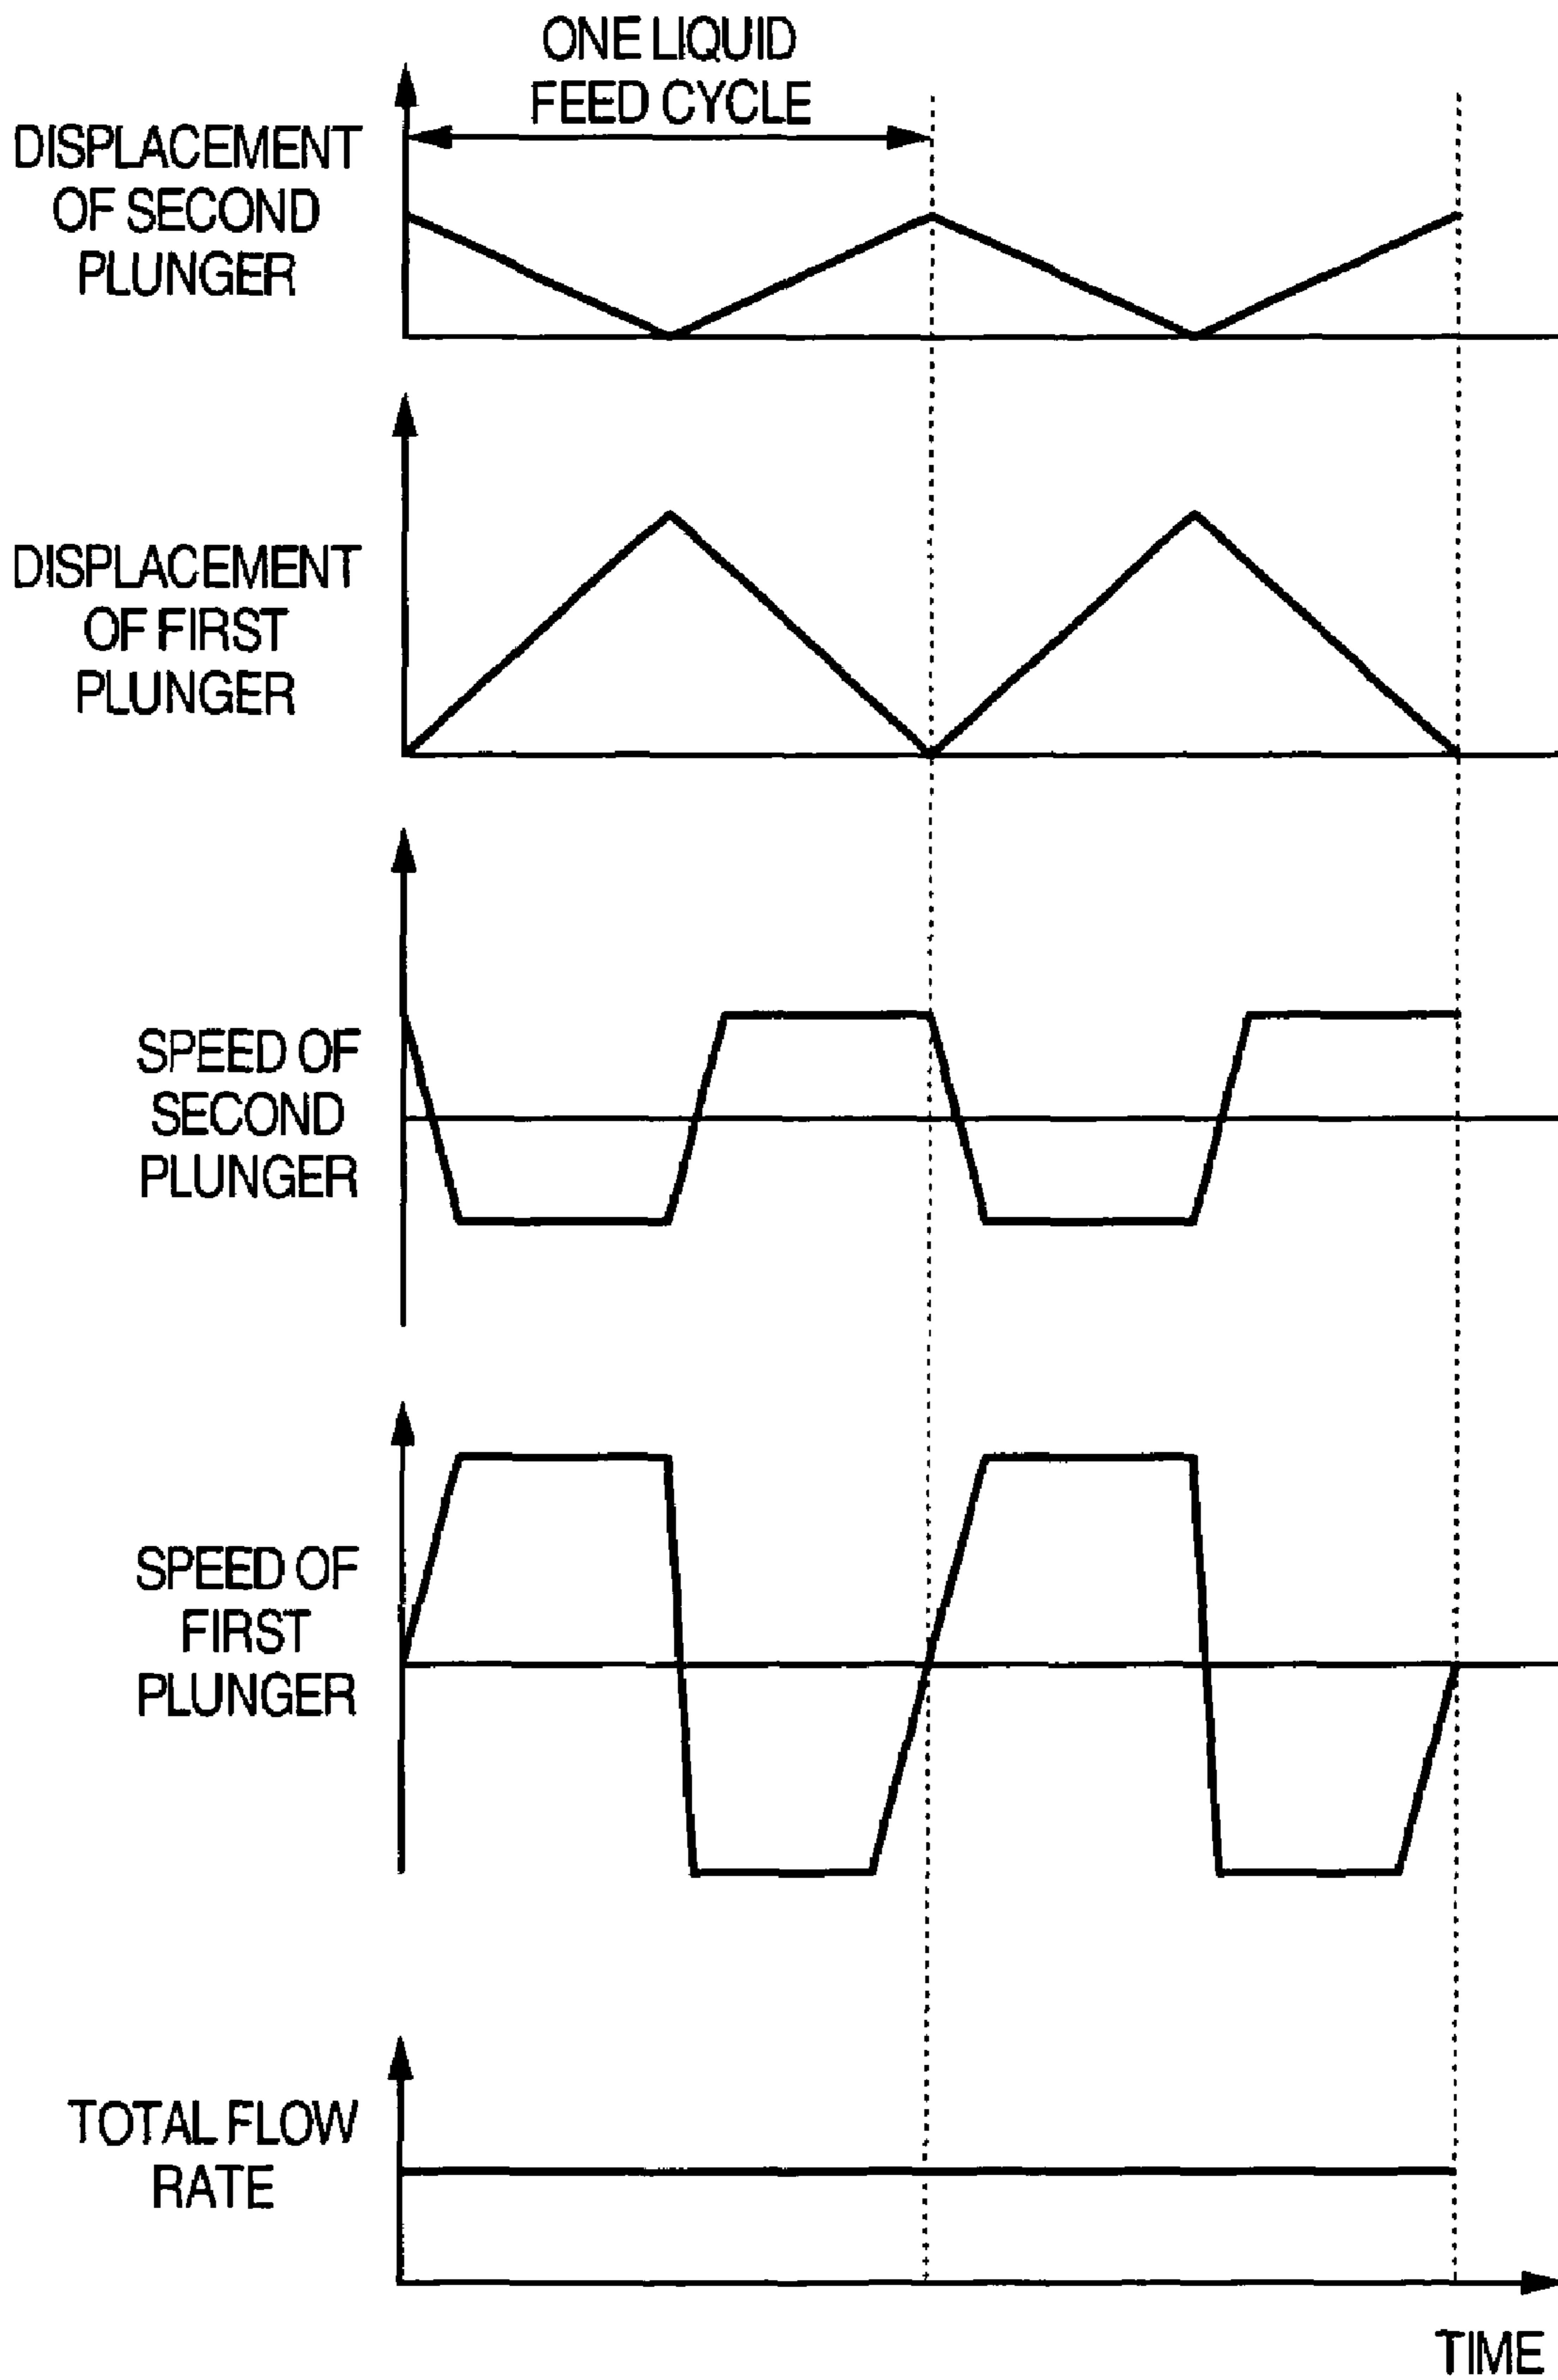 ONE LIQUID
FEED CYCLE
DISPLACEMENT
OF SECOND
PLUNGER
DISPLACEMENT
OF FIRST
PLUNGER
SPEED OF
SECOND
PLUNGER
SPEED OF
FIRST
PLUNGER
TOTAL FLOW
RATE
TIME